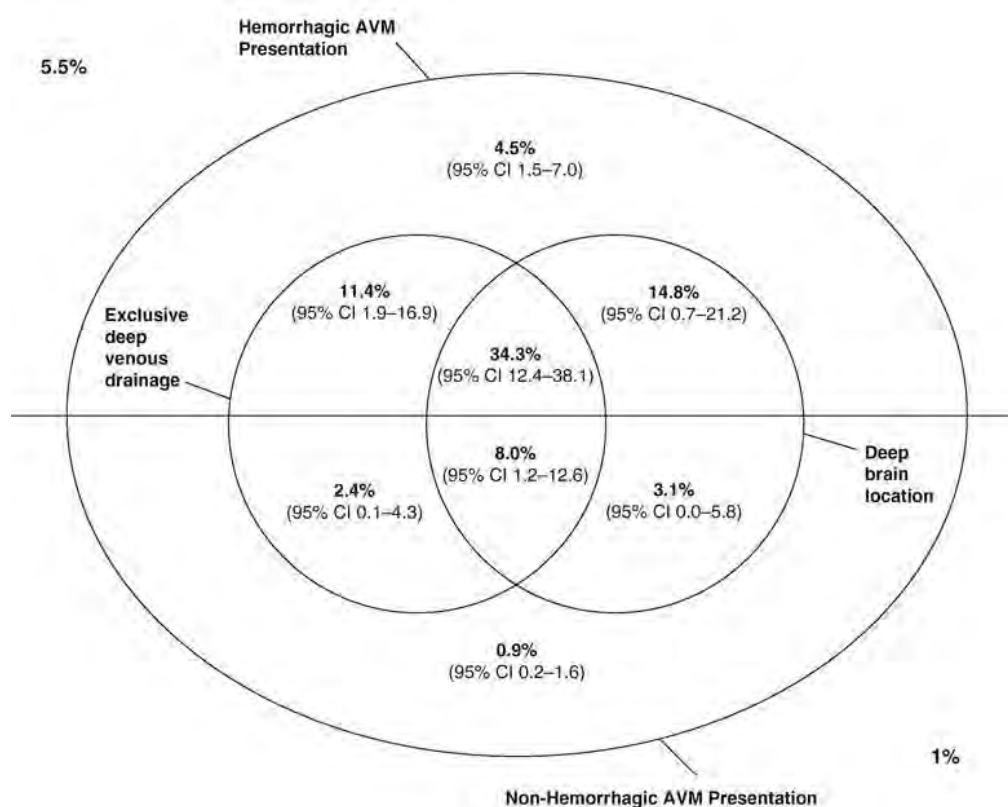 Hemorrhagic AVM
Presentation
5.5%
4.5%
(95% CI 1.5–7.0)
11.4%
(95% CI 1.9–16.9)
14.8%
(95% CI 0.7–21.2)
Exclusive
deep
venous
drainage
34.3%
(95% CI 12.4–38.1)
8.0%
(95% CI 1.2–12.6)
Deep
brain
location
2.4%
(95% CI 0.1–4.3)
3.1%
(95% CI 0.0–5.8)
0.9%
(95% CI 0.2–1.6)
1%
Non-Hemorrhagic AVM Presentation